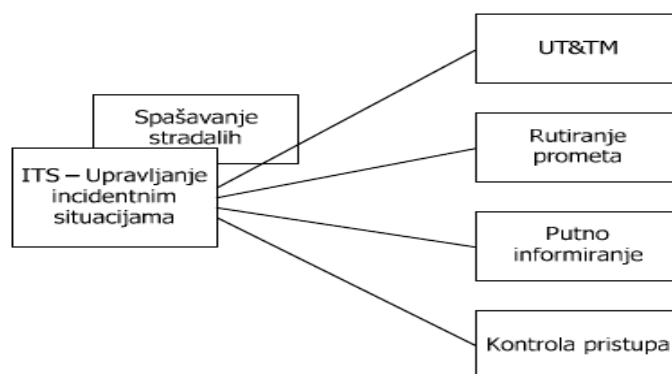 UT&TM
Spašavanje
stradalih
ITS – Upravljanje
incidentnim
situacijama
Rutiranje
prometa
Putno
informiranje
Kontrola pristupa